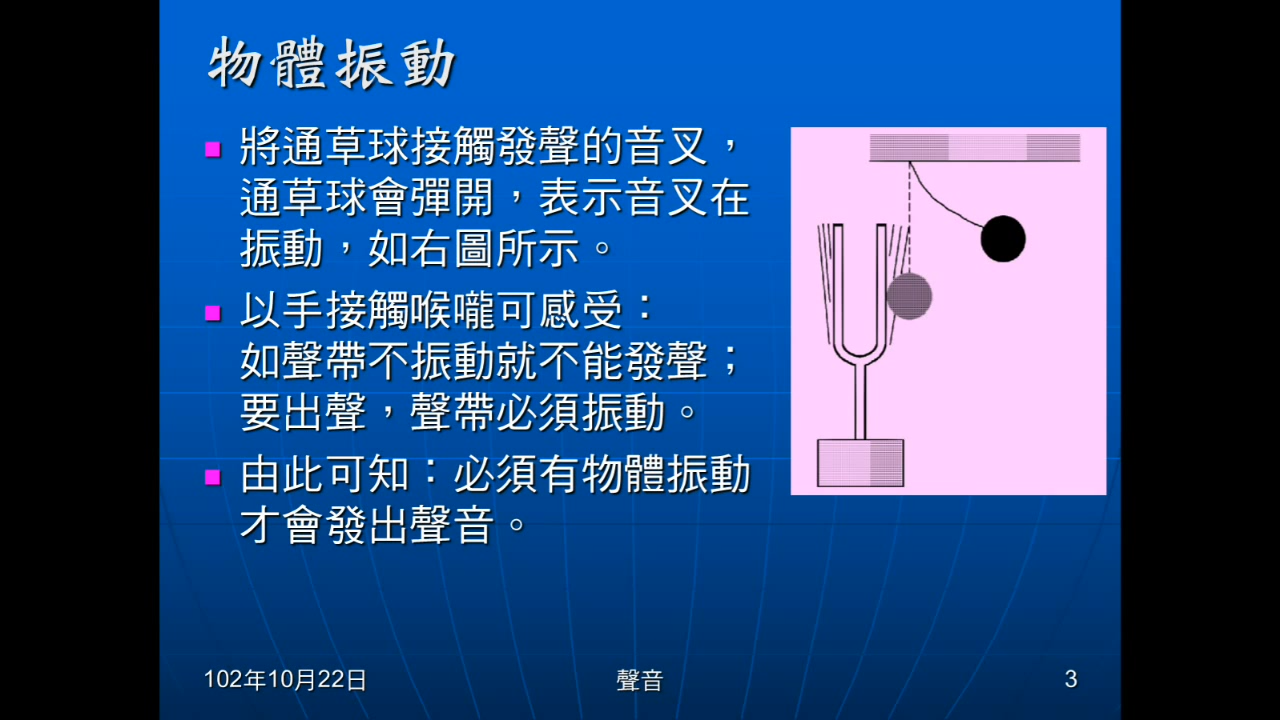 物體振動
將通草球接觸發聲的音叉，
通草球會彈開，表示音叉在
振動，如右圖所示。
以手接觸喉嚨可感受：
如聲帶不振動就不能發聲；
要出聲，聲帶必須振動。
由此可知：必須有物體振動
才會發出聲音。
102年10月22日
聲音
3